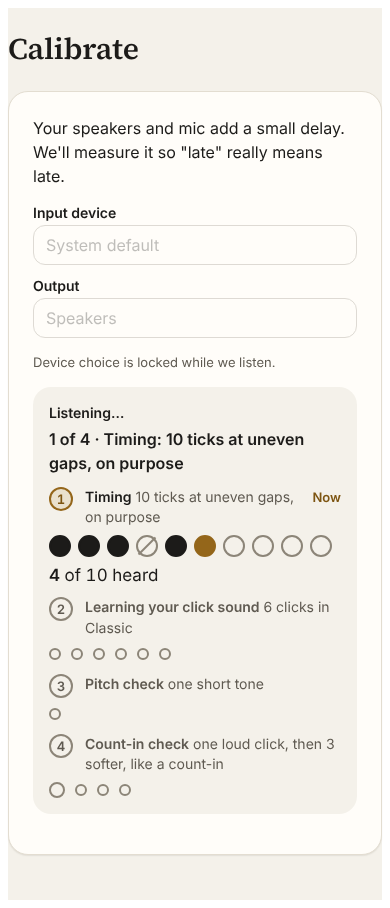 Calibrate
Your speakers and mic add a small delay.
We'll measure it so "late" really means
late.
Input device
System default
Output
Speakers
Device choice is locked while we listen.
Listening...
1 of 4 · Timing: 10 ticks at uneven
gaps, on purpose
1 Timing 10 ticks at uneven gaps, Now
on purpose
4 of 10 heard
2 Learning your click sound 6 clicks in
Classic
3 Pitch check one short tone
4 Count-in check one loud click, then 3
softer, like a count-in